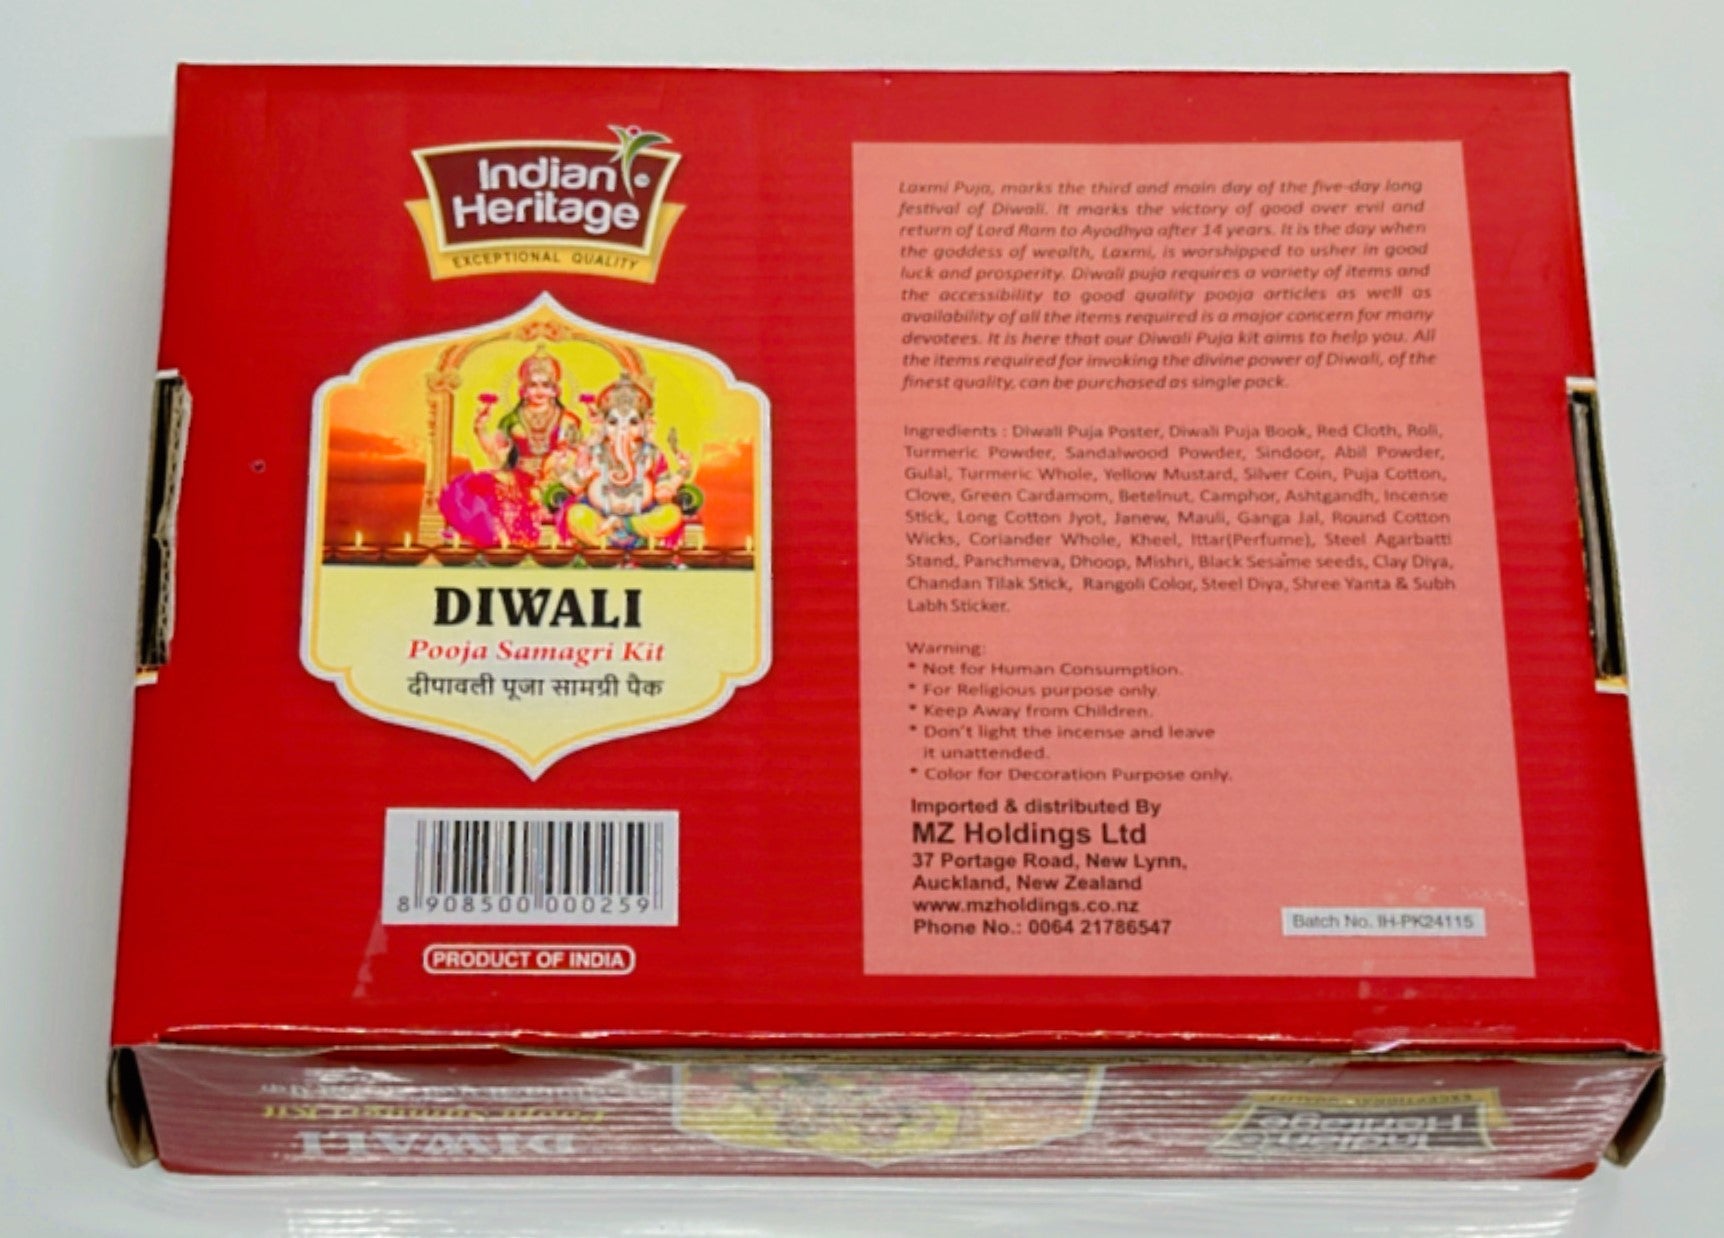 Indian
Heritage
EXCEPTIONAL QUALITY
DIWALI
Pooja Samagri Kit
दीपावली पूजा सामग्री पैक
8 908500 000259
PRODUCT OF INDIA
Laxmi Puja, marks the third and main day of the five-day long
festival of Diwali. It marks the victory of good over evil and
return of Lord Ram to Ayodhya after 14 years. It is the day when
the goddess of wealth, Laxmi, is worshipped to usher in good
luck and prosperity. Diwali puja requires a variety of items and
the accessibility to good quality pooja articles as well as
availability of all the items required is a major concern for many
devotees. It is here that our Diwali Puja kit aims to help you. All
the items required for invoking the divine power of Diwali, of the
finest quality, can be purchased as single pack.
Ingredients : Diwali Puja Poster, Diwali Puja Book, Red Cloth, Roli,
Turmeric Powder, Sandalwood Powder, Sindoor, Abil Powder,
Gulal, Turmeric Whole, Yellow Mustard, Silver Coin, Puja Cotton,
Clove, Green Cardamom, Betelnut, Camphor, Ashtgandh, Incense
Stick, Long Cotton Jyot, Janew, Mauli, Ganga Jal, Round Cotton
Wicks, Coriander Whole, Kheel, Ittar(Perfume), Steel Agarbatti
Stand, Panchmeva, Dhoop, Mishri, Black Sesame seeds, Clay Diya,
Chandan Tilak Stick, Rangoli Color, Steel Diya, Shree Yanta & Subh
Labh Sticker.
Warning:
* Not for Human Consumption.
* For Religious purpose only.
* Keep Away from Children.
* Don't light the incense and leave
it unattended.
* Color for Decoration Purpose only.
Imported & distributed By
MZ Holdings Ltd
37 Portage Road, New Lynn,
Auckland, New Zealand
www.mzholdings.co.nz
Phone No.: 0064 21786547
Batch No. IH-PK24115
DIWALI
Pooja Samagri Kit
Indian
Heritage
EXCEPTIONAL QUALITY